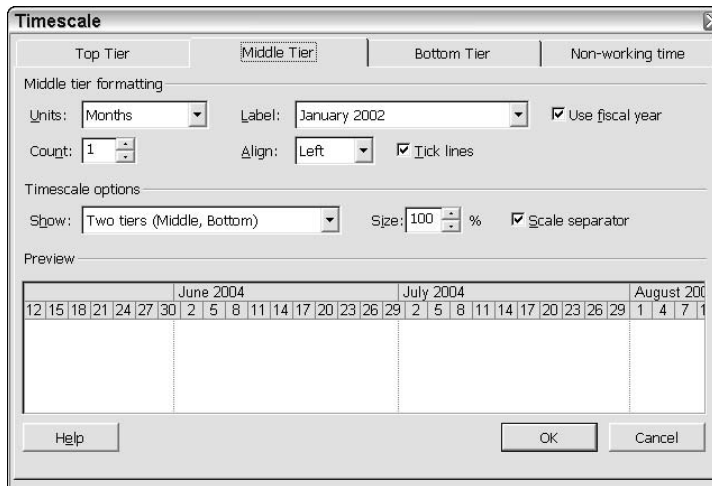 Timescale
Top Tier Middle Tier Bottom Tier Non-working time
Middle tier formatting
Units: Months Label: January 2002 Use fiscal year
Count: 1 Align: Left Tick lines
Timescale options
Show: Two tiers (Middle, Bottom) Size: 100 % Scale separator
Preview
June 2004 July 2004 August 200
12 15 18 21 24 27 30 2 5 8 11 14 17 20 23 26 29 2 5 8 11 14 17 20 23 26 29 1 4 7 1
Help OK Cancel